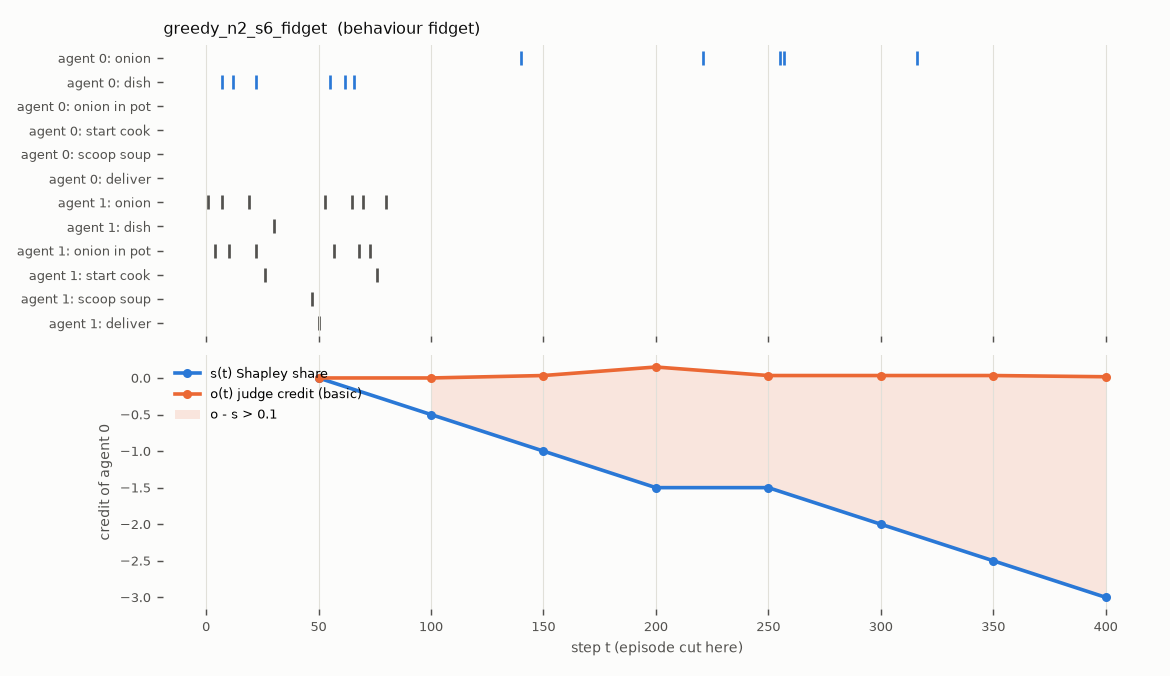 greedy_n2_s6_fidget  (behaviour fidget)
agent 0: onion
agent 0: dish
agent 0: onion in pot
agent 0: start cook
agent 0: scoop soup
agent 0: deliver
agent 1: onion
agent 1: dish
agent 1: onion in pot
agent 1: start cook
agent 1: scoop soup
agent 1: deliver
s(t) Shapley share
o(t) judge credit (basic)
o - s > 0.1
credit of agent 0
0.0
−0.5
−1.0
−1.5
−2.0
−2.5
−3.0
0 50 100 150 200 250 300 350 400
step t (episode cut here)